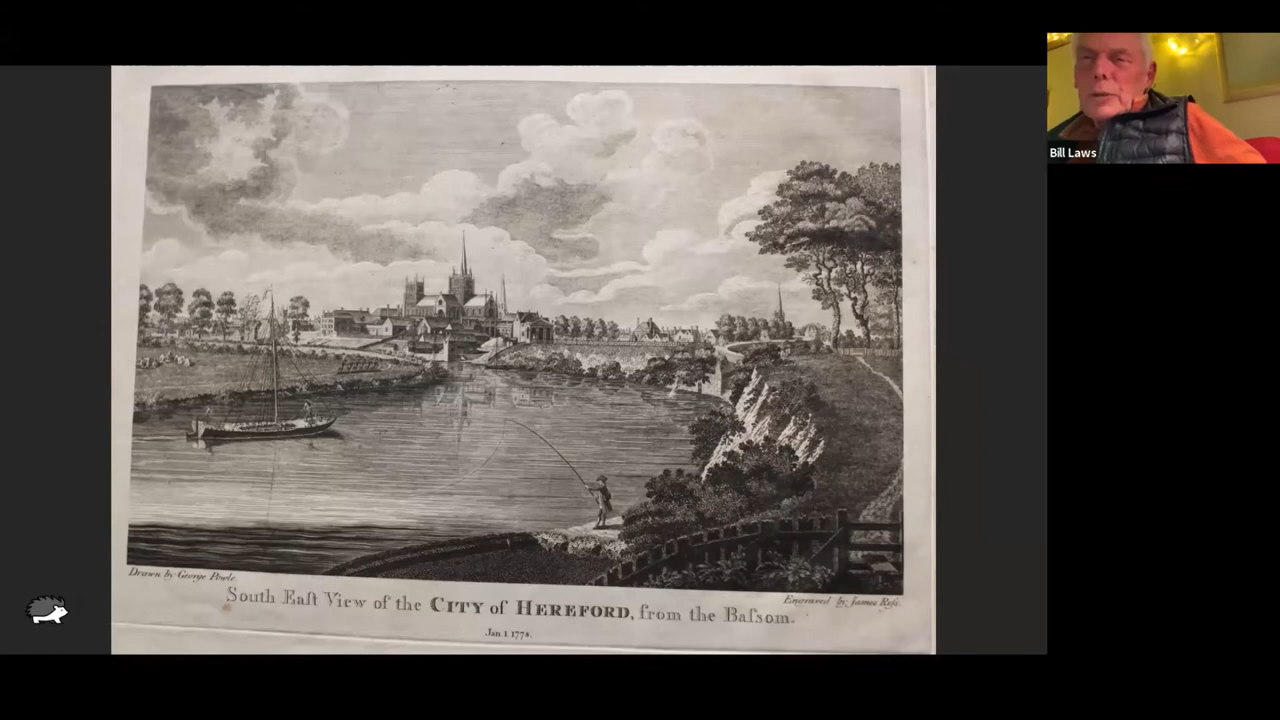 Bill Laws
Drawn by George Powle.
Engraved by James Ross.
South Eaſt View of the CITY of HEREFORD, from the Baſsom.
Jan. 1 1778.